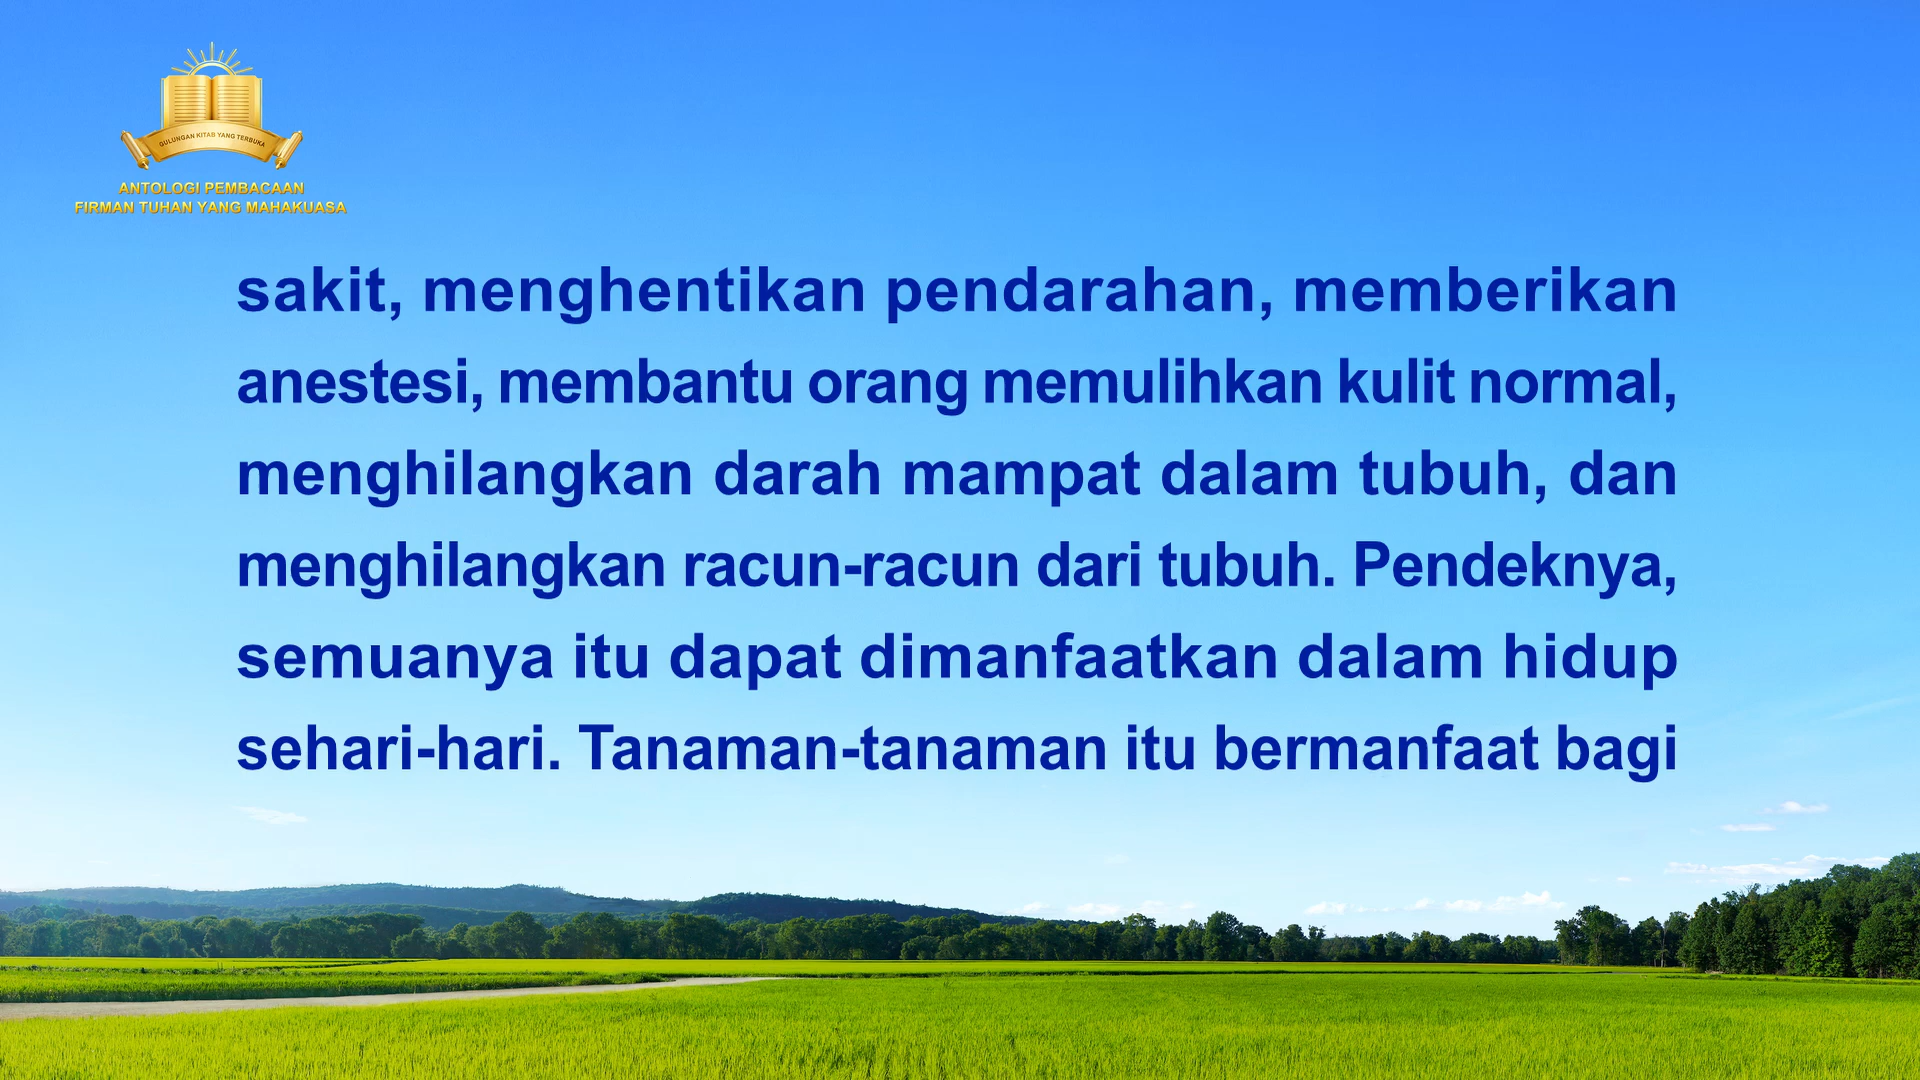 GULUNGAN KITAB YANG TERBUKA
ANTOLOGI PEMBACAAN
FIRMAN TUHAN YANG MAHAKUASA
sakit, menghentikan pendarahan, memberikan
anestesi, membantu orang memulihkan kulit normal,
menghilangkan darah mampat dalam tubuh, dan
menghilangkan racun-racun dari tubuh. Pendeknya,
semuanya itu dapat dimanfaatkan dalam hidup
sehari-hari. Tanaman-tanaman itu bermanfaat bagi